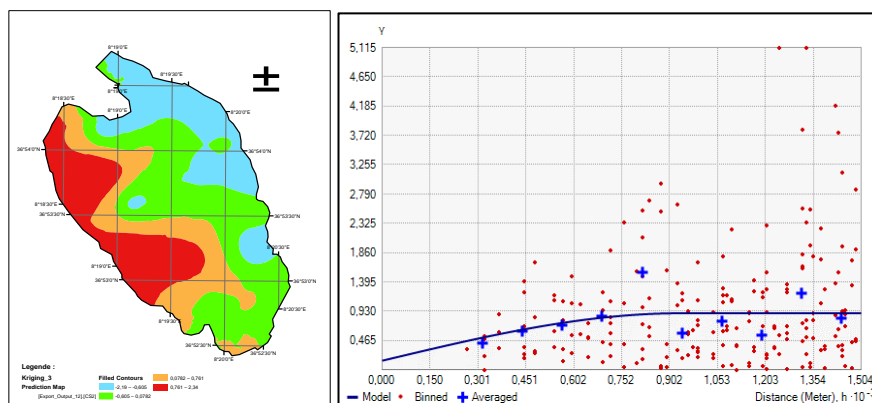 8°19'0"E
8°19'30"E
8°18'30"E
8°19'0"E
8°20'0"E
36°54'0"N
36°54'0"N
8°18'30"E
36°53'30"N
36°53'30"N
8°20'30"E
8°19'0"E
36°53'0"N
36°53'0"N
8°19'30"E
8°20'30"E
36°52'30"N
36°52'30"N
8°20'0"E
Legende :
Kriging_3 Filled Contours 0,0782 – 0,761
Prediction Map -2,19 – -0,605 0,761 – 2,34
[Export_Output_12].[CS2] -0,605 – 0,0782
γ
5,115
4,650
4,185
3,720
3,255
2,790
2,325
1,860
1,395
0,930
0,465
0.000 0.150 0.301 0.451 0.602 0.752 0.902 1.053 1.203 1.354 1.504
Model Binned Averaged Distance (Meter), h ·10⁻³